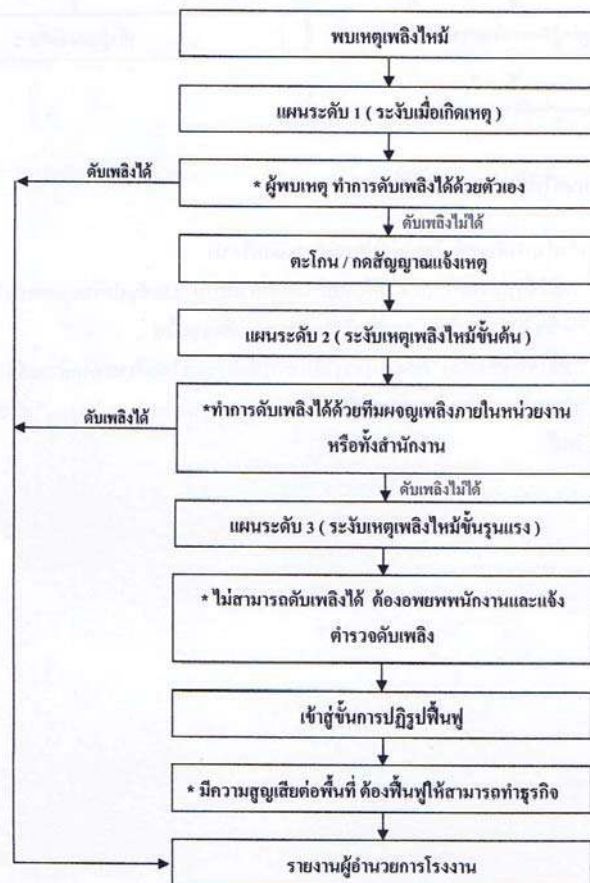 พบเหตุเพลิงไหม้
แผนระดับ 1 ( ระงับเมื่อเกิดเหตุ )
ดับเพลิงได้
* ผู้พบเหตุ ทำการดับเพลิงได้ด้วยตัวเอง
ดับเพลิงไม่ได้
ตะโกน / กดสัญญาณแจ้งเหตุ
แผนระดับ 2 ( ระงับเหตุเพลิงไหม้ขั้นต้น )
ดับเพลิงได้
*ทำการดับเพลิงได้ด้วยทีมผจญเพลิงภายในหน่วยงาน
หรือทั้งสำนักงาน
ดับเพลิงไม่ได้
แผนระดับ 3 ( ระงับเหตุเพลิงไหม้ขั้นรุนแรง )
* ไม่สามารถดับเพลิงได้ ต้องอพยพพนักงานและแจ้ง
ตำรวจดับเพลิง
เข้าสู่ขั้นการปฏิรูปฟื้นฟู
* มีความสูญเสียต่อพื้นที่ ต้องฟื้นฟูให้สามารถทำธุรกิจ
รายงานผู้อำนวยการโรงงาน